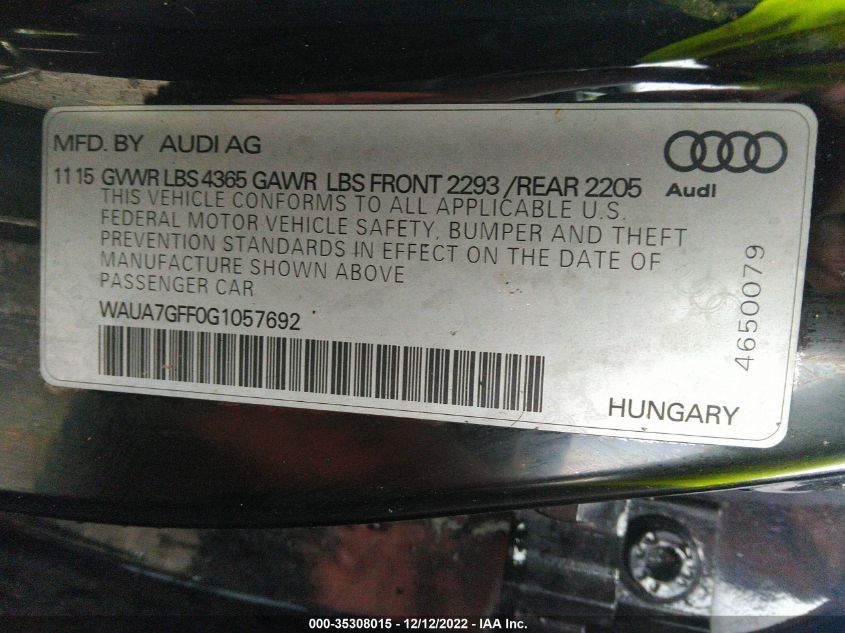 MFD. BY AUDI AG
Audi
11 15 GVWR LBS 4365 GAWR LBS FRONT 2293 /REAR 2205
THIS VEHICLE CONFORMS TO ALL APPLICABLE U.S.
FEDERAL MOTOR VEHICLE SAFETY, BUMPER AND THEFT
PREVENTION STANDARDS IN EFFECT ON THE DATE OF
MANUFACTURE SHOWN ABOVE
PASSENGER CAR
WAUA7GFF0G1057692
4650079
HUNGARY
000-35308015 - 12/12/2022 - IAA Inc.